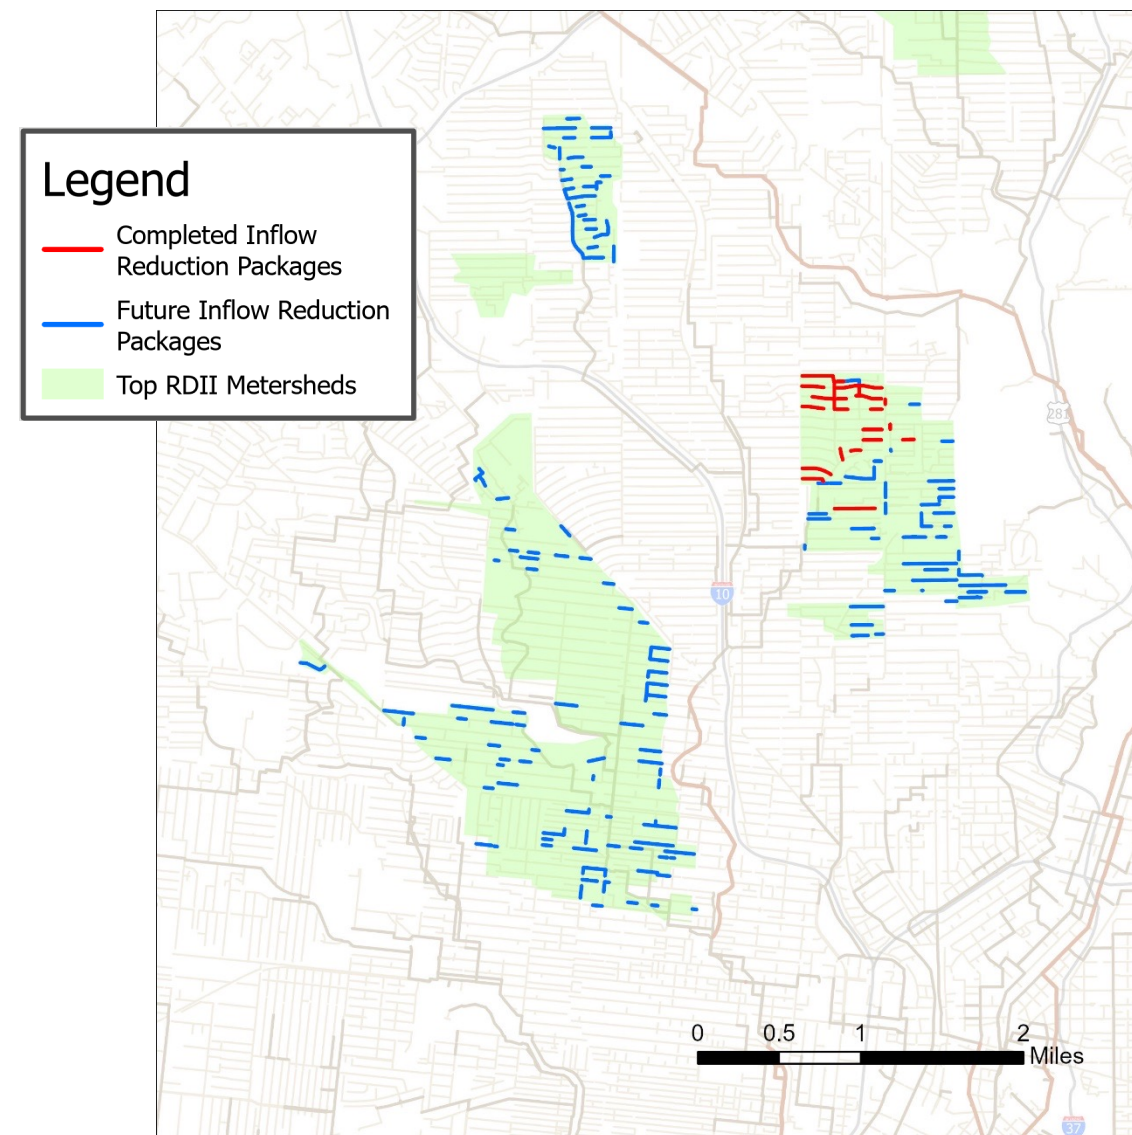 Legend
Completed Inflow
Reduction Packages
Future Inflow Reduction
Packages
Top RDII Metersheds
281
10
0 0.5 1 2
Miles
37